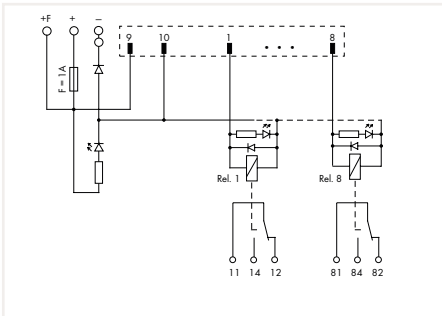 +F + –
9 10 1 • • • 8
F = 1A
Rel. 1 Rel. 8
11 14 12 81 84 82